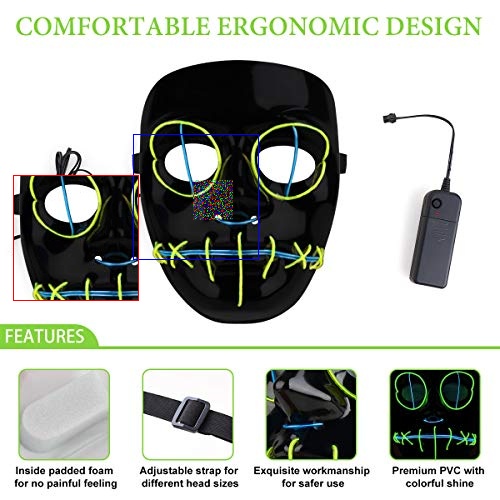 COMFORTABLE ERGONOMIC DESIGN
FEATURES
Inside padded foam
for no painful feeling
Adjustable strap for
different head sizes
Exquisite workmanship
for safer use
Premium PVC with
colorful shine